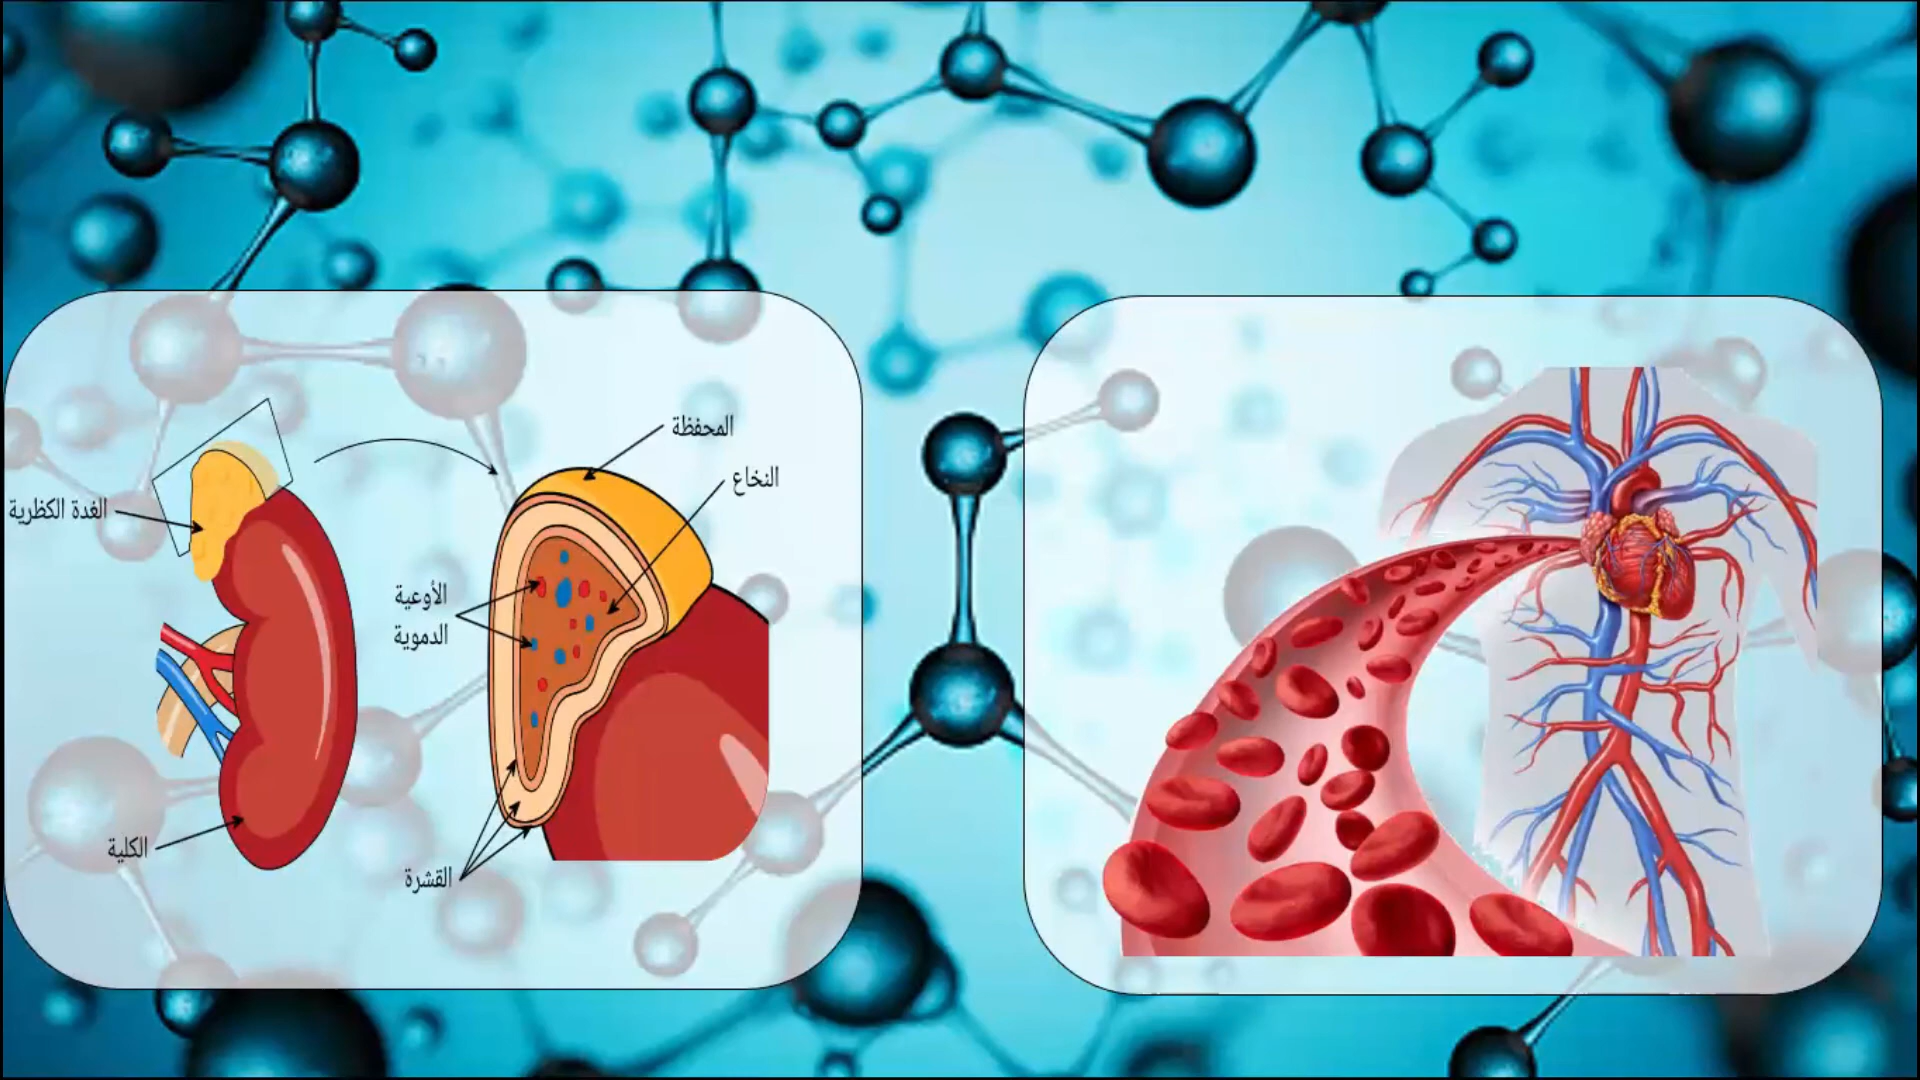 المحفظة
النخاع
الغدة الكظرية
الأوعية
الدموية
الكلية
القشرة